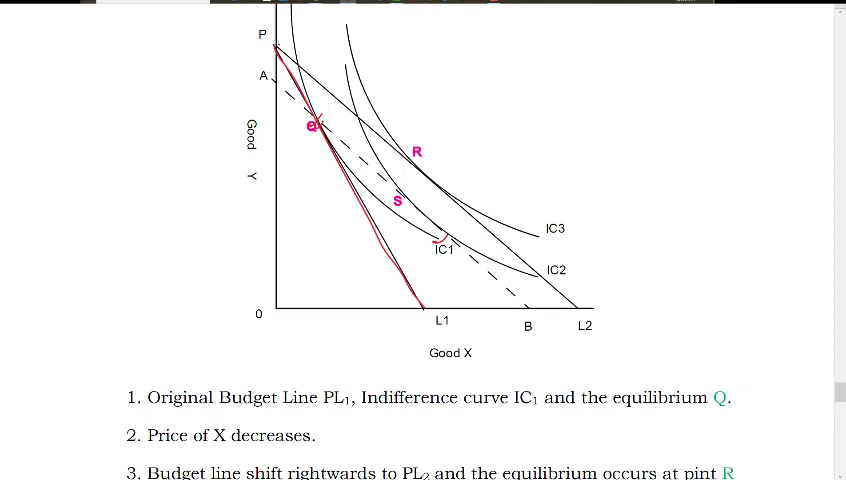 P
A
Good Y
Q
R
S
IC3
IC1
IC2
0
L1
B
L2
Good X
1. Original Budget Line PL₁, Indifference curve IC₁ and the equilibrium Q.
2. Price of X decreases.
3. Budget line shift rightwards to PL₂ and the equilibrium occurs at pint R